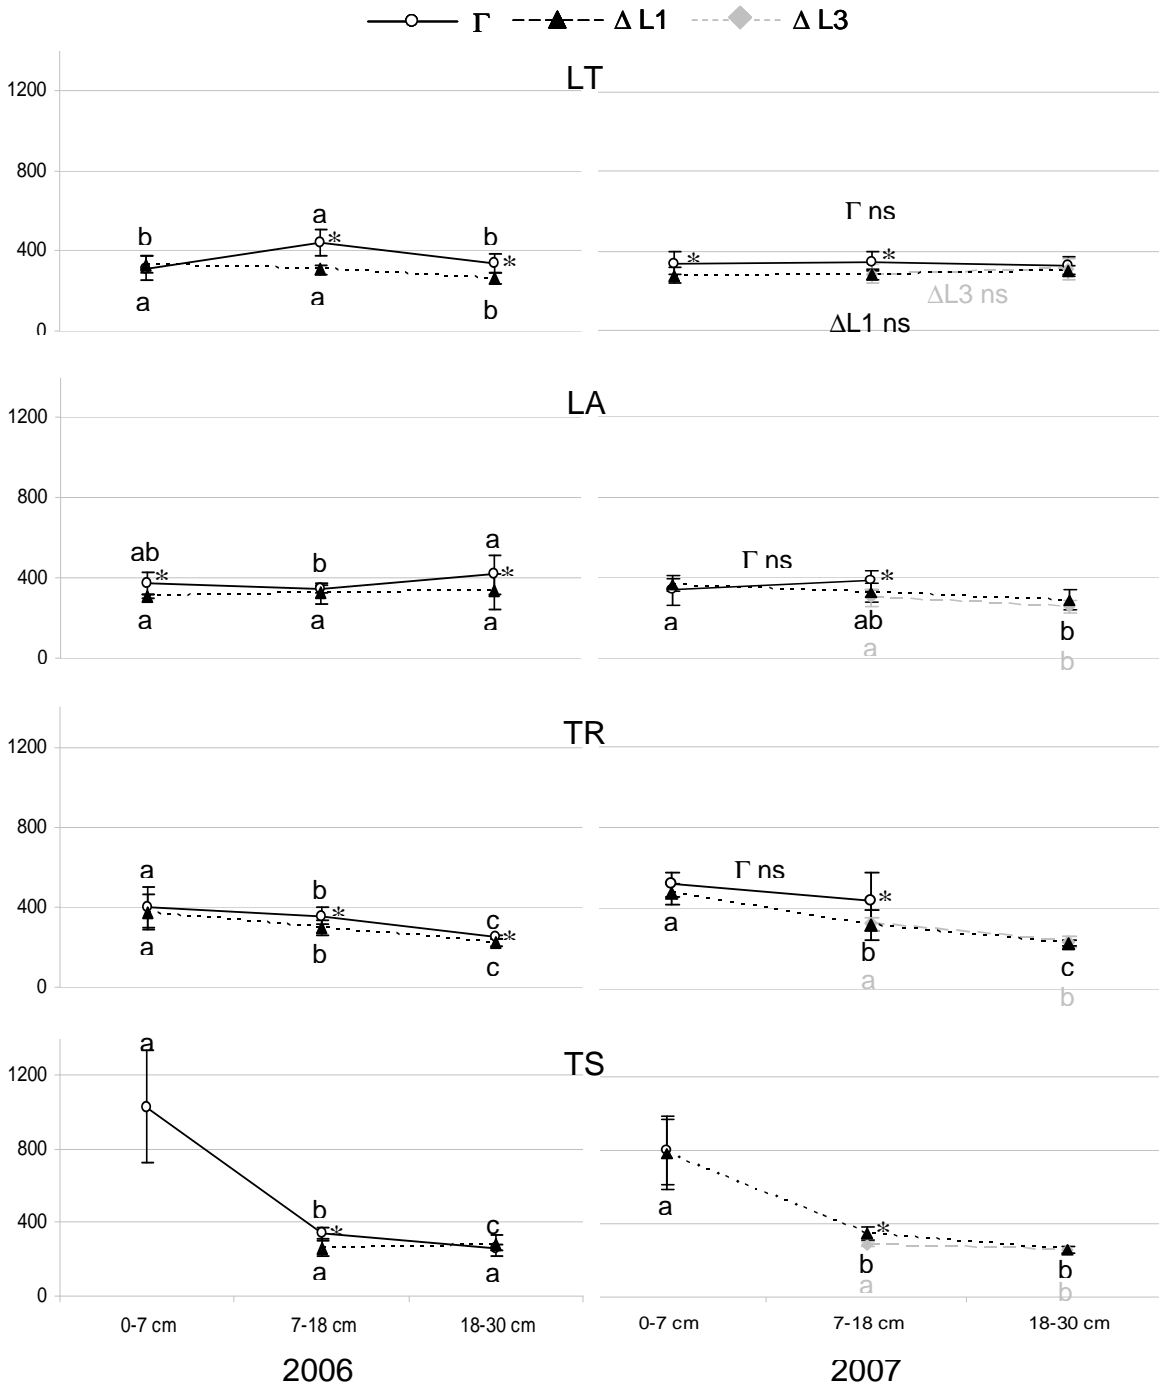 Γ Δ L1 Δ L3
LT
1200
800
400
0
b a * b *
a a b
Γ ns
* *
ΔL3 ns
ΔL1 ns
LA
1200
800
400
0
ab * b a *
a a a
Γ ns
*
a ab b
a b
TR
1200
800
400
0
a b * c *
a b c
Γ ns
*
a b c
a b
TS
1200
800
400
0
a b * c
a a
*
a b b
a b
0-7 cm 7-18 cm 18-30 cm 0-7 cm 7-18 cm 18-30 cm
2006 2007